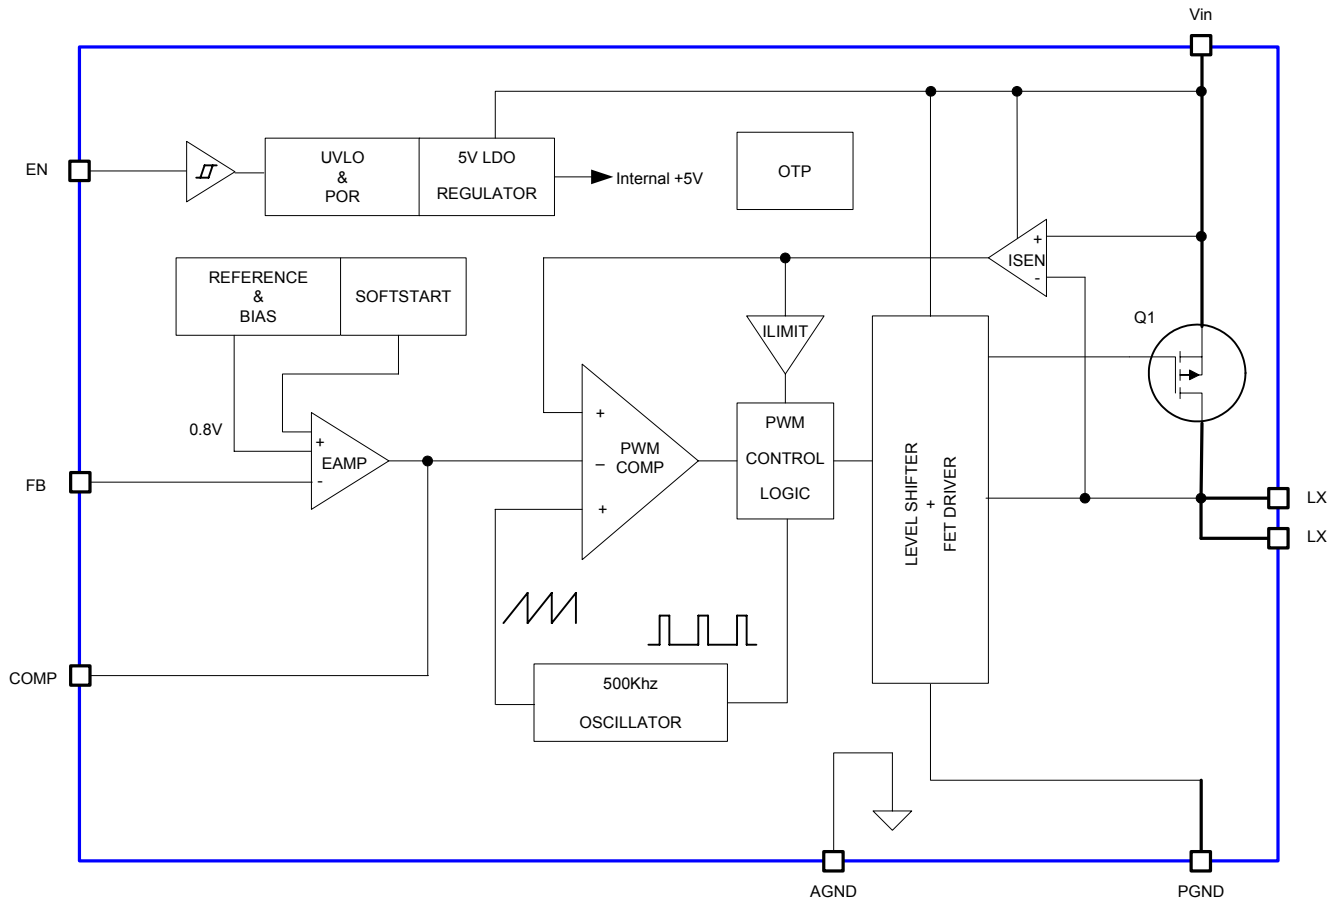 Vin
EN
UVLO
&
POR
5V LDO
REGULATOR
Internal +5V
OTP
REFERENCE
&
BIAS
SOFTSTART
+
ISEN
-
Q1
ILIMIT
0.8V
+
EAMP
-
FB
+
PWM
COMP
–
+
PWM
CONTROL
LOGIC
LEVEL SHIFTER
+
FET DRIVER
LX
LX
COMP
500Khz
OSCILLATOR
AGND
PGND